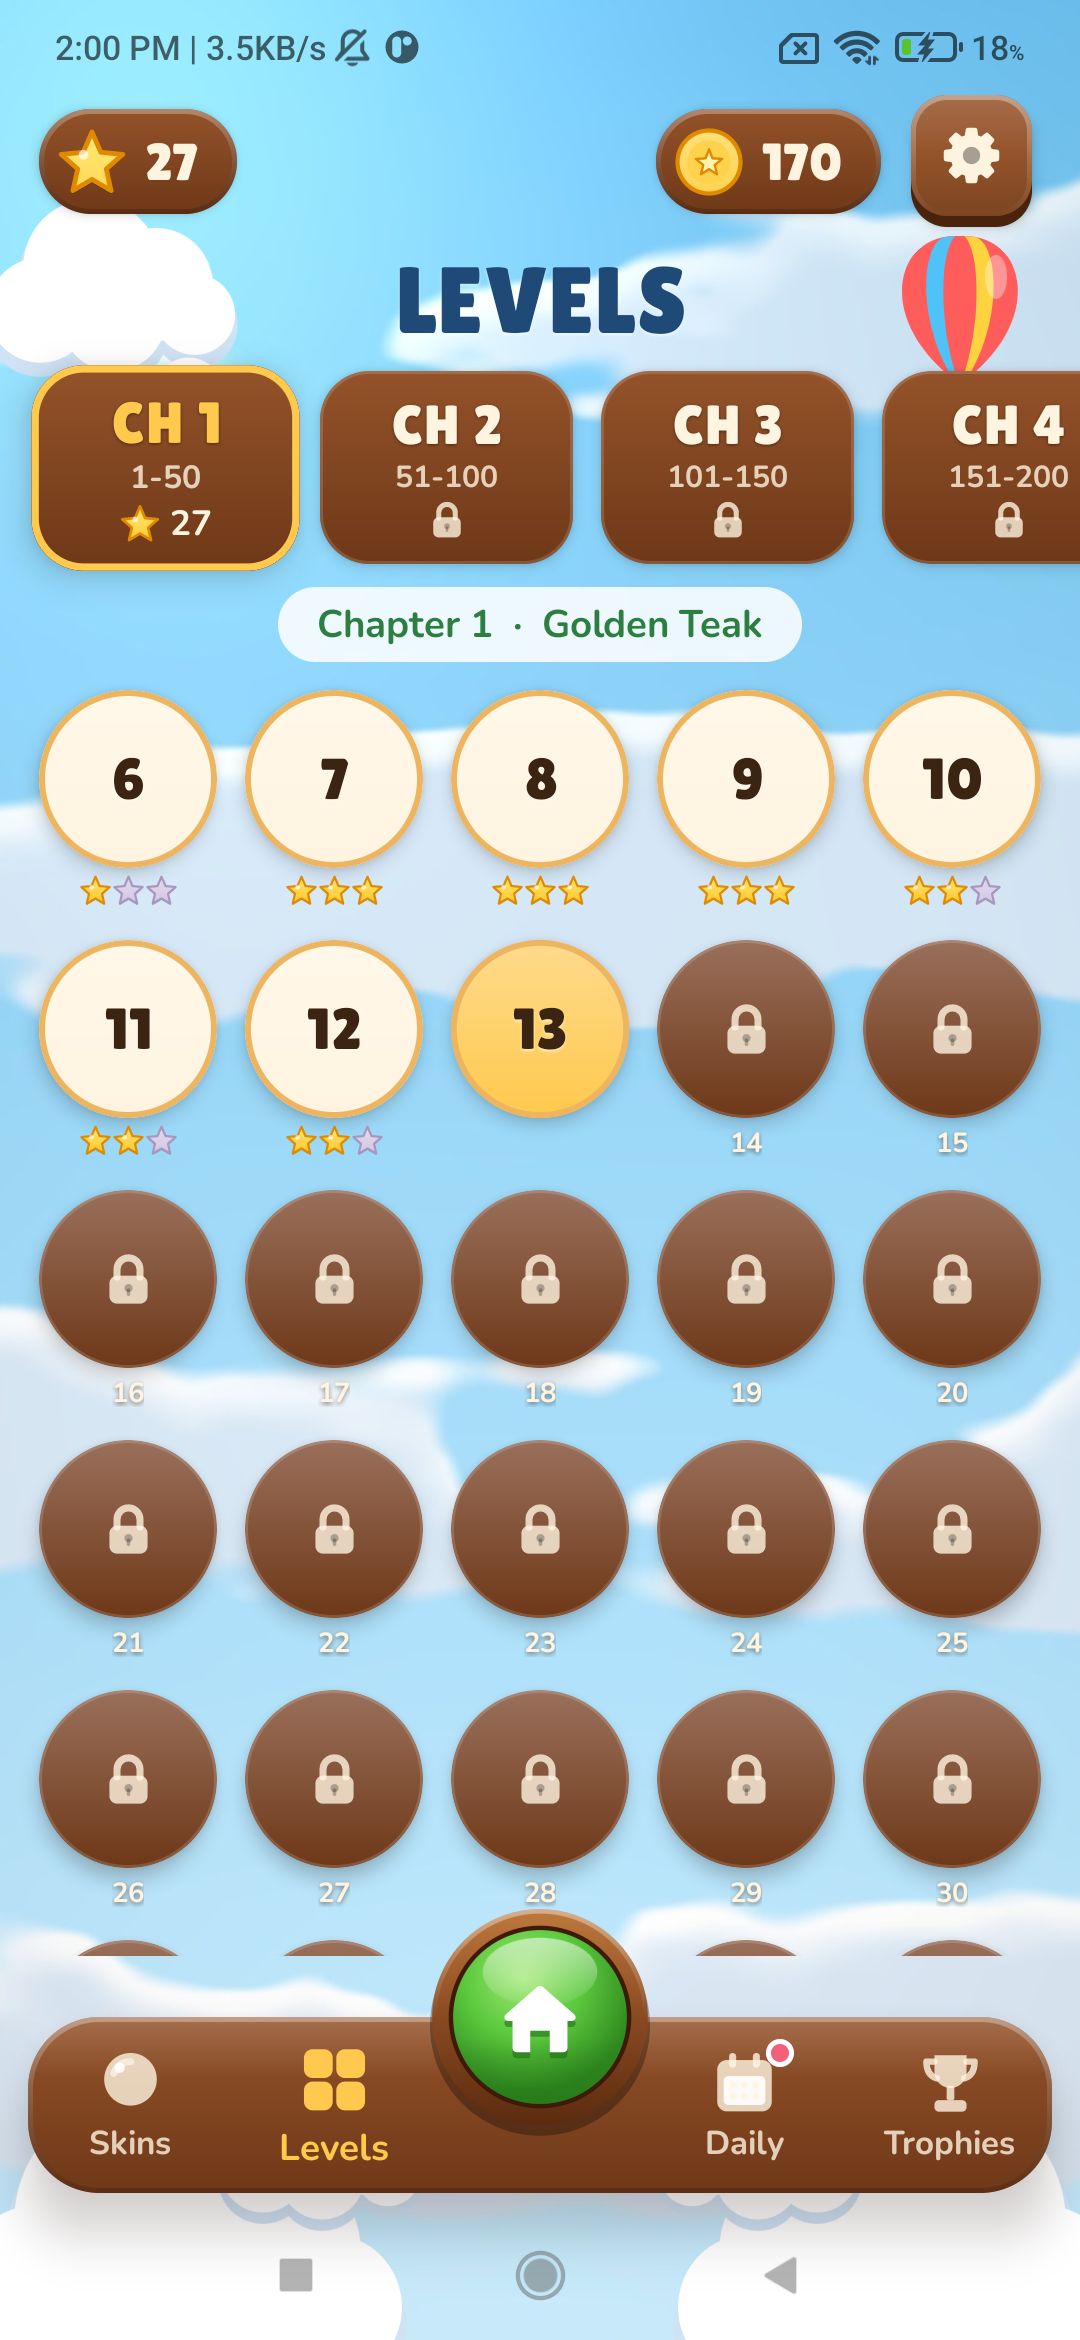 2:00 PM | 3.5KB/s 18%
27 170
LEVELS
CH 1 CH 2 CH 3 CH 4
1-50 51-100 101-150 151-200
27
Chapter 1 · Golden Teak
6 7 8 9 10
11 12 13
14 15
16 17 18 19 20
21 22 23 24 25
26 27 28 29 30
Skins Levels Daily Trophies